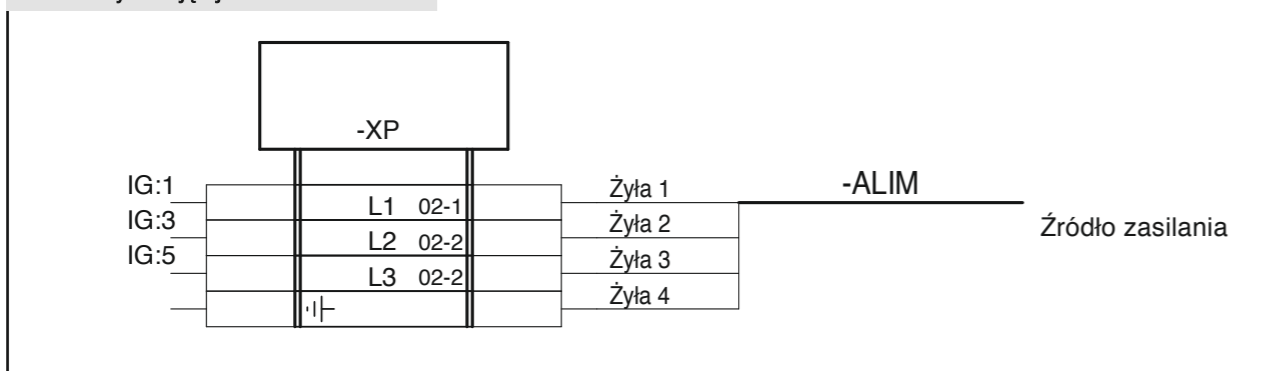 -XP
IG:1 L1 02-1 Żyła 1 -ALIM
IG:3 L2 02-2 Żyła 2 Źródło zasilania
IG:5 L3 02-2 Żyła 3
Żyła 4